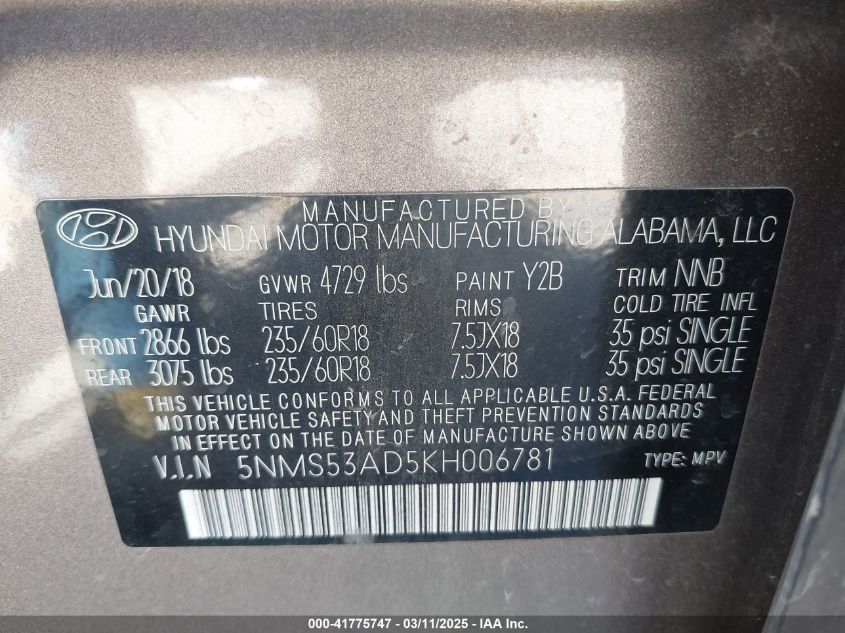 MANUFACTURED BY
HYUNDAI MOTOR MANUFACTURING ALABAMA, LLC
Jun/20/18 GVWR 4729 lbs PAINT Y2B TRIM NNB
GAWR TIRES RIMS COLD TIRE INFL
FRONT 2866 lbs 235/60R18 7.5JX18 35 psi SINGLE
REAR 3075 lbs 235/60R18 7.5JX18 35 psi SINGLE
THIS VEHICLE CONFORMS TO ALL APPLICABLE U.S.A. FEDERAL
MOTOR VEHICLE SAFETY AND THEFT PREVENTION STANDARDS
IN EFFECT ON THE DATE OF MANUFACTURE SHOWN ABOVE.
V.I.N 5NMS53AD5KH006781 TYPE: MPV
000-41775747 - 03/11/2025 - IAA Inc.